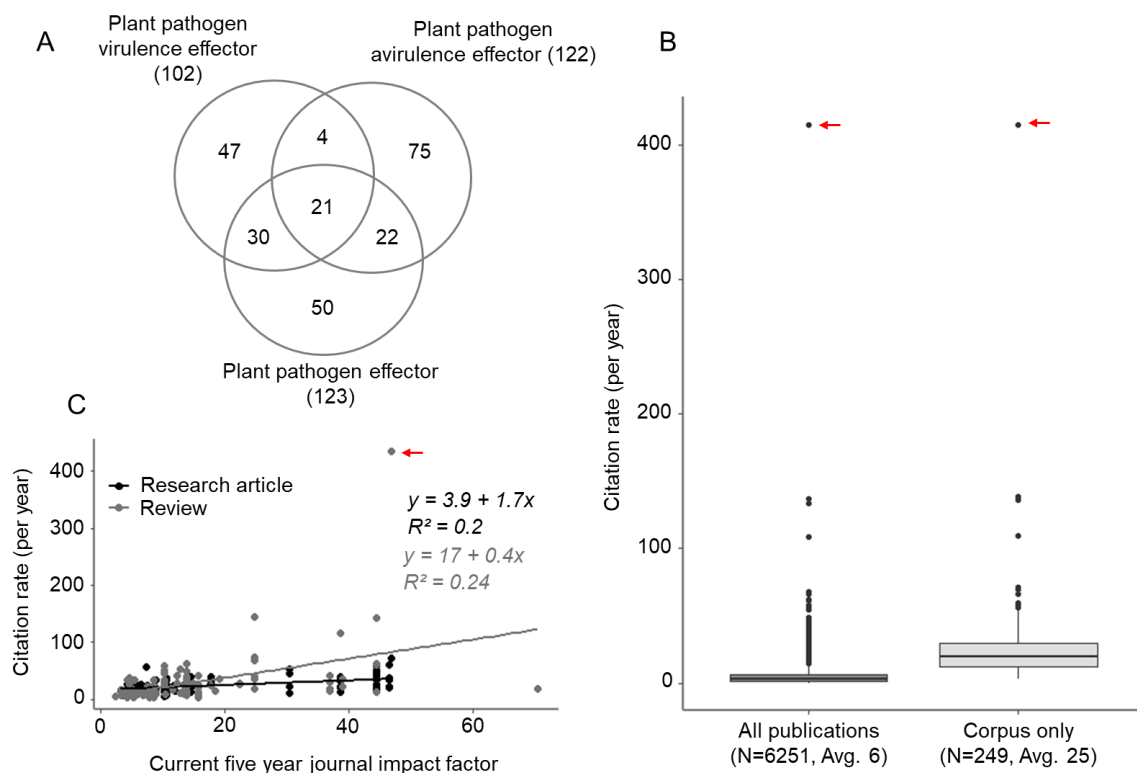 A
Plant pathogen
virulence effector
(102)
Plant pathogen
avirulence effector (122)
47
4
75
21
30
22
50
Plant pathogen effector
(123)
B
Citation rate (per year)
400
300
200
100
0
All publications
(N=6251, Avg. 6)
Corpus only
(N=249, Avg. 25)
C
Citation rate (per year)
400
300
200
100
0
Research article
Review
y = 3.9 + 1.7x
R² = 0.2
y = 17 + 0.4x
R² = 0.24
0
20
40
60
Current five year journal impact factor